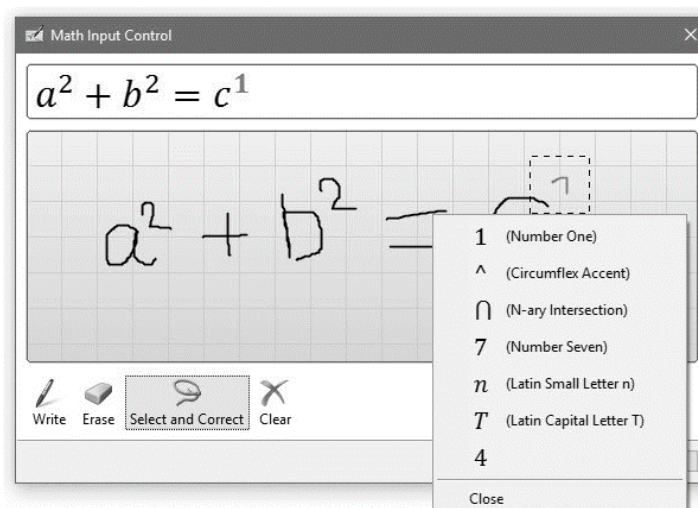 Math Input Control
a² + b² = c¹
a² + b² =
1 (Number One)
^ (Circumflex Accent)
⋂ (N-ary Intersection)
7 (Number Seven)
n (Latin Small Letter n)
T (Latin Capital Letter T)
4
Close
Write Erase Select and Correct Clear